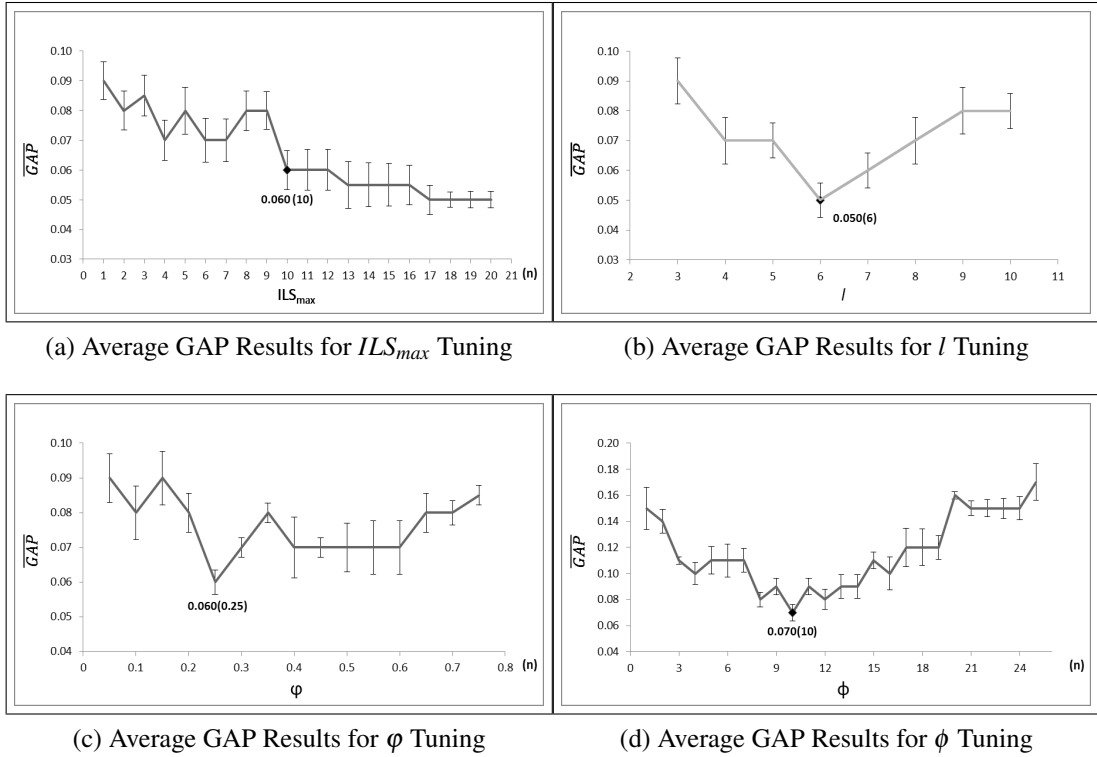 0.10
0.09
0.08
0.07
0.06
0.05
0.04
0.03
GAP
0.060 (10)
0 1 2 3 4 5 6 7 8 9 10 11 12 13 14 15 16 17 18 19 20 21 (n)
ILSmax
(a) Average GAP Results for ILSmax Tuning
0.10
0.09
0.08
0.07
0.06
0.05
0.04
0.03
GAP
0.050(6)
2 3 4 5 6 7 8 9 10 11
l
(b) Average GAP Results for l Tuning
0.10
0.09
0.08
0.07
0.06
0.05
0.04
GAP
0.060(0.25)
0 0.1 0.2 0.3 0.4 0.5 0.6 0.7 0.8 (n)
φ
(c) Average GAP Results for φ Tuning
0.20
0.18
0.16
0.14
0.12
0.10
0.08
0.06
0.04
GAP
0.070(10)
0 3 6 9 12 15 18 21 24 (n)
ϕ
(d) Average GAP Results for ϕ Tuning